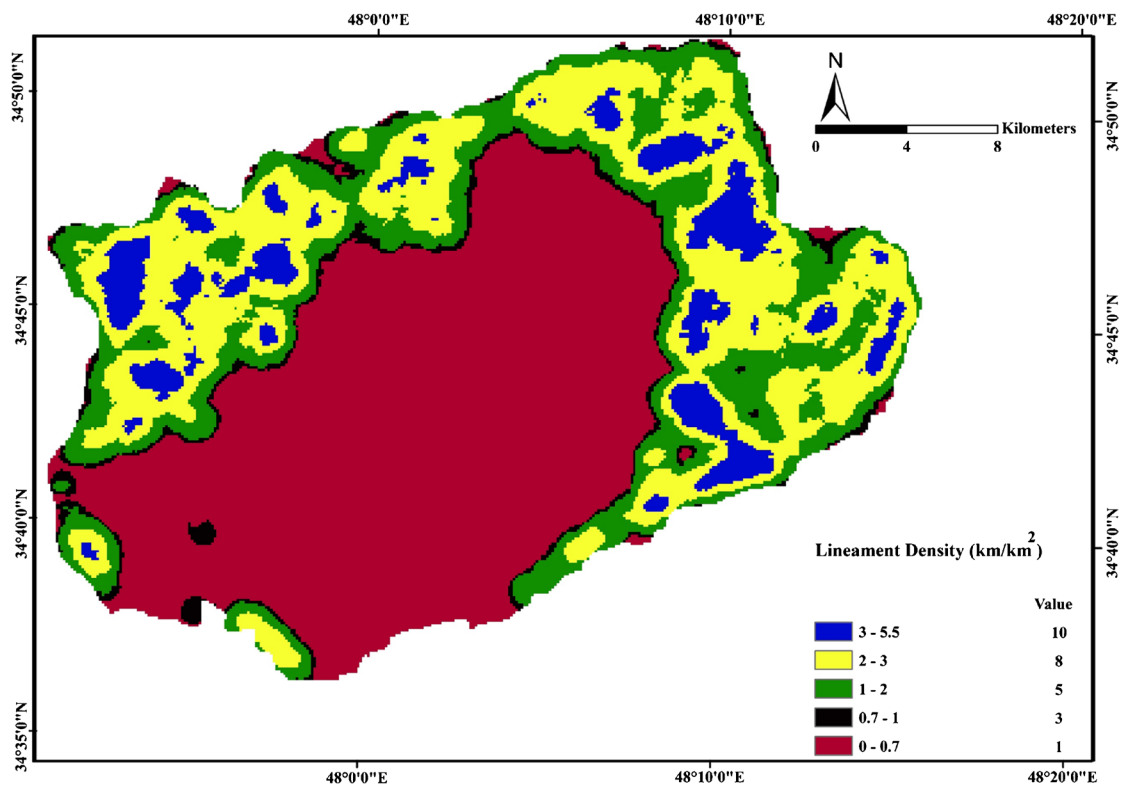 48°0'0"E 48°10'0"E 48°20'0"E
34°50'0"N
34°45'0"N
34°40'0"N
34°35'0"N
N
Kilometers
0 4 8
34°50'0"N
34°45'0"N
34°40'0"N
Lineament Density (km/km2)
Value
3 - 5.5 10
2 - 3 8
1 - 2 5
0.7 - 1 3
0 - 0.7 1
48°0'0"E 48°10'0"E 48°20'0"E